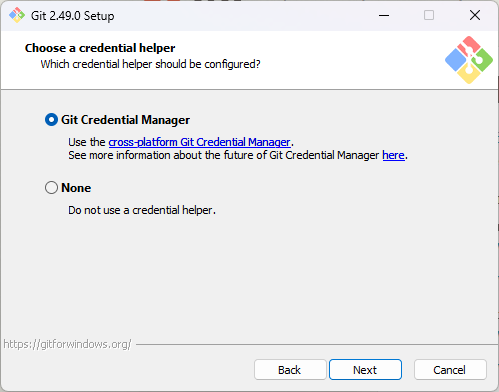 Git 2.49.0 Setup
Choose a credential helper
Which credential helper should be configured?
Git Credential Manager
Use the cross-platform Git Credential Manager.
See more information about the future of Git Credential Manager here.
None
Do not use a credential helper.
https://gitforwindows.org/
Back Next Cancel